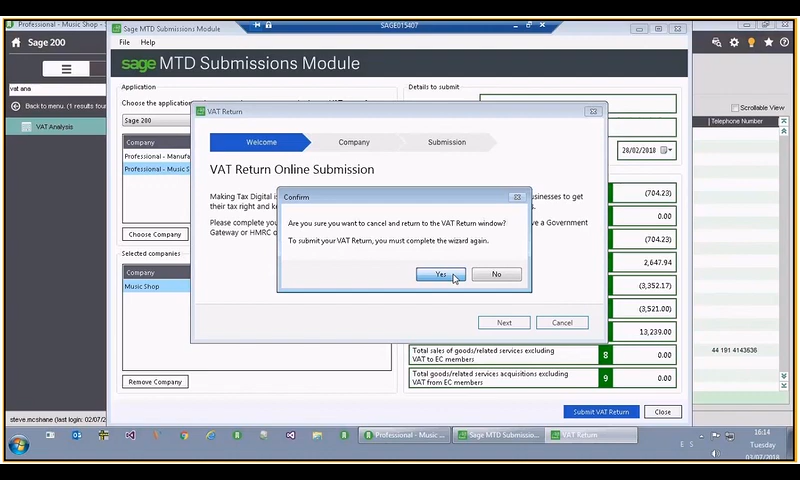 Professional - Music Shop -
Sage MTD Submissions Module
SAGE015407
Sage 200
File Help
sage MTD Submissions Module
vat ana
Back to menu. (1 results
VAT Analysis
Application
Choose the
Sage 200
Company
Professional -
Professional - Music
Choose Company
Selected companies
Company
Music Shop
Remove Company
Details to submit
28/02/2018
Scrollable View
Telephone Number
VAT Return
Welcome
Company
Submission
VAT Return Online Submission
Making Tax Digital
businesses to get
their tax right and
Please complete
have a Government
Gateway or HMRC
Confirm
Are you sure you want to cancel and return to the VAT Return window?
To submit your VAT Return, you must complete the wizard again.
Yes
No
Next
Cancel
(704.23)
0.00
(704.23)
2,647.94
(3,352.17)
(3,521.00)
13,239.00
Total sales of goods/related services excluding
VAT to EC members
8
0.00
Total goods/related services acquisitions excluding
VAT from EC members
9
0.00
44 191 4143636
Submit VAT Return
Close
steve.mcshane (last login: 02/07/
Professional - Music ...
Sage MTD Submissio...
VAT Return
E S
16:14
Tuesday
03/07/2018